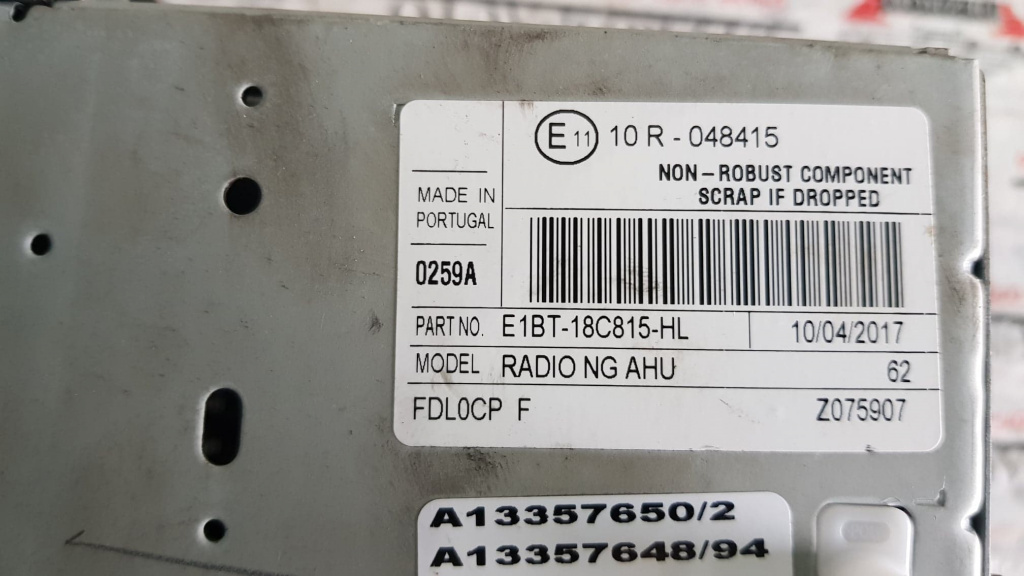 E 11 10 R - 048415
NON-ROBUST COMPONENT
SCRAP IF DROPPED
MADE IN
PORTUGAL
0259A
PART NO. E1BT-18C815-HL 10/04/2017
MODEL RADIO NG AHU 62
FDL0CP F Z075907
A13357650/2
A13357648/94